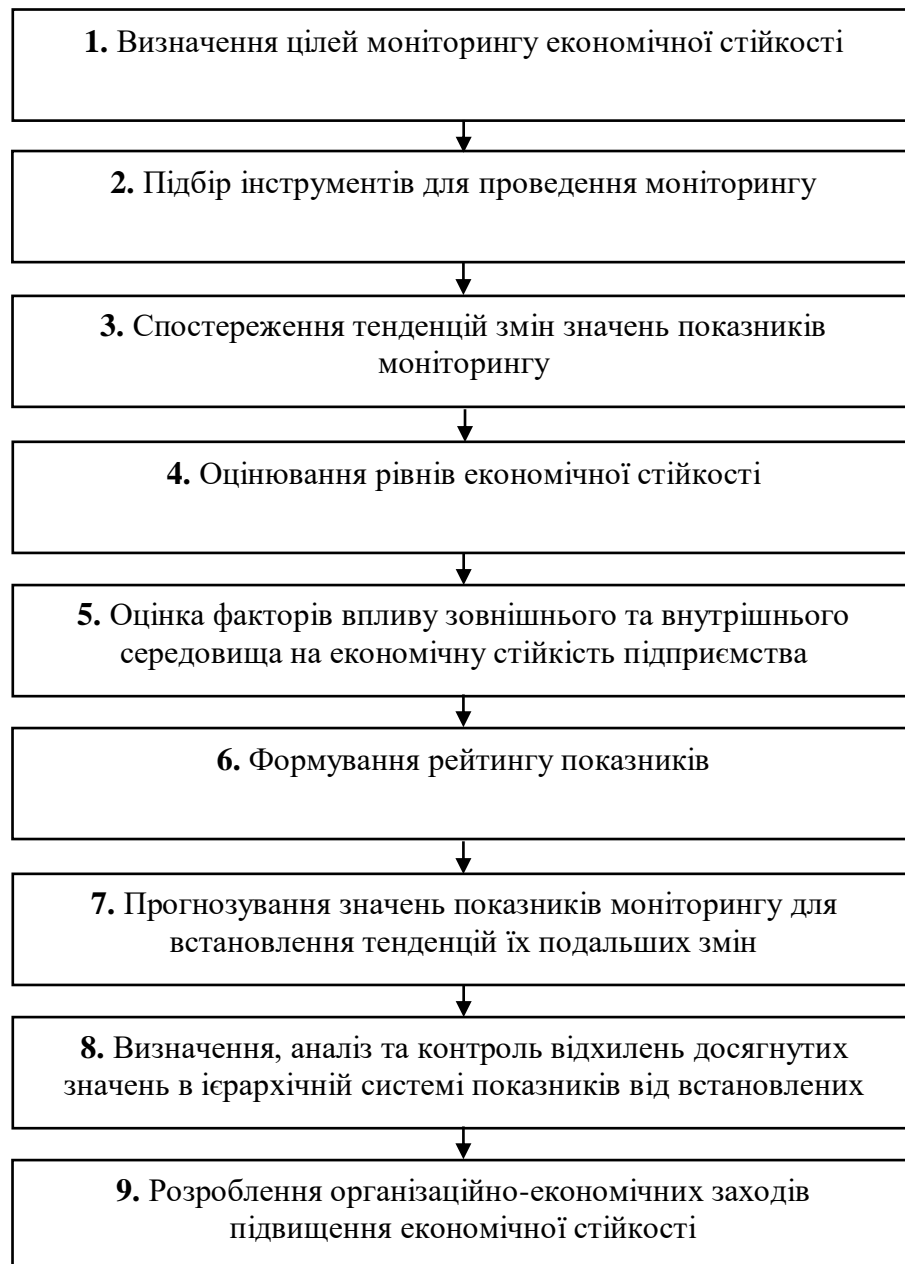 1. Визначення цілей моніторингу економічної стійкості
2. Підбір інструментів для проведення моніторингу
3. Спостереження тенденцій змін значень показників
моніторингу
4. Оцінювання рівнів економічної стійкості
5. Оцінка факторів впливу зовнішнього та внутрішнього
середовища на економічну стійкість підприємства
6. Формування рейтингу показників
7. Прогнозування значень показників моніторингу для
встановлення тенденцій їх подальших змін
8. Визначення, аналіз та контроль відхилень досягнутих
значень в ієрархічній системі показників від встановлених
9. Розроблення організаційно-економічних заходів
підвищення економічної стійкості